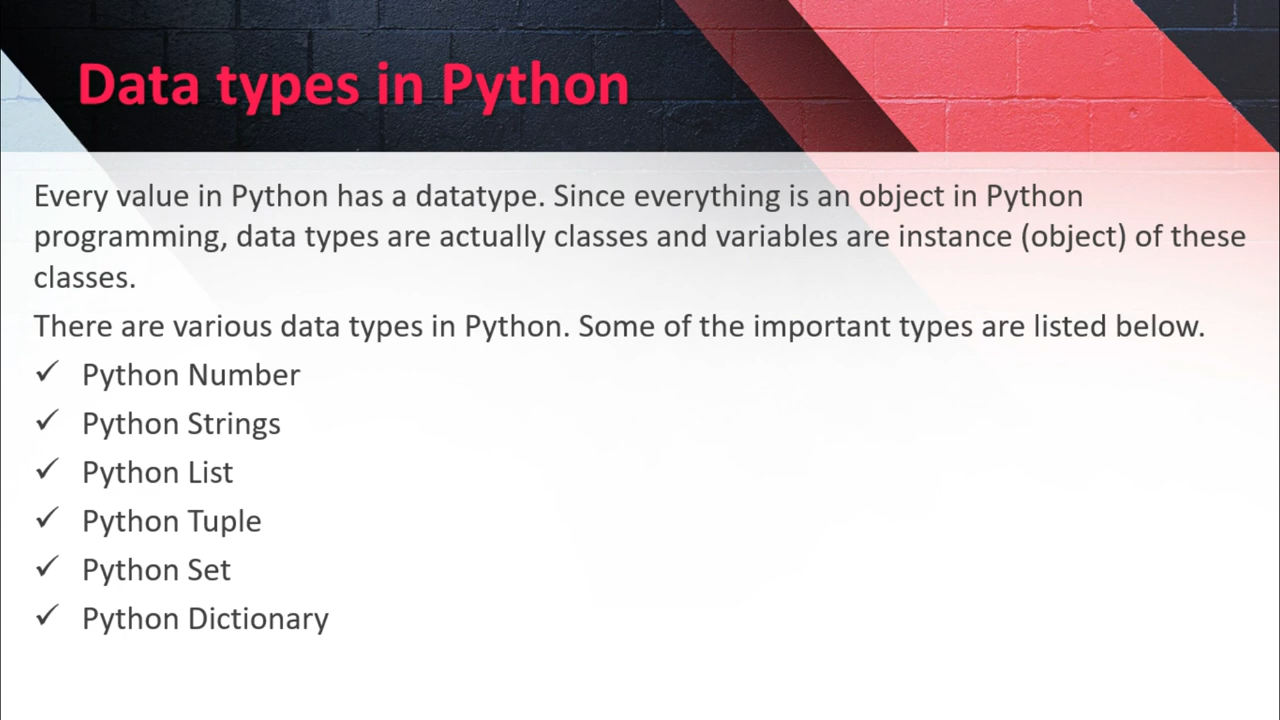 Data types in Python
Every value in Python has a datatype. Since everything is an object in Python
programming, data types are actually classes and variables are instance (object) of these
classes.
There are various data types in Python. Some of the important types are listed below.
✓ Python Number
✓ Python Strings
✓ Python List
✓ Python Tuple
✓ Python Set
✓ Python Dictionary